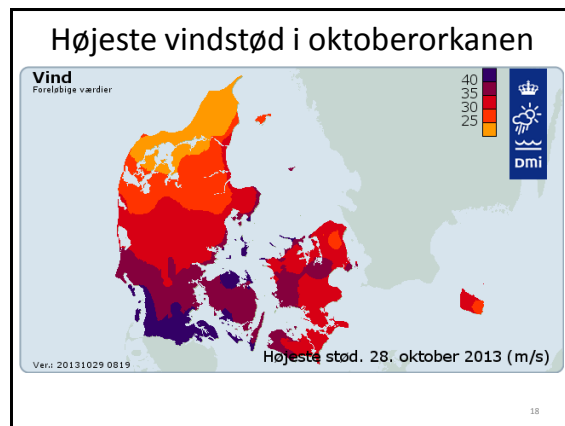 Højeste vindstød i oktoberorkanen
Vind
Foreløbige værdier
40
35
30
25
DMI
Højeste stød. 28. oktober 2013 (m/s)
Ver.: 20131029 0819
18